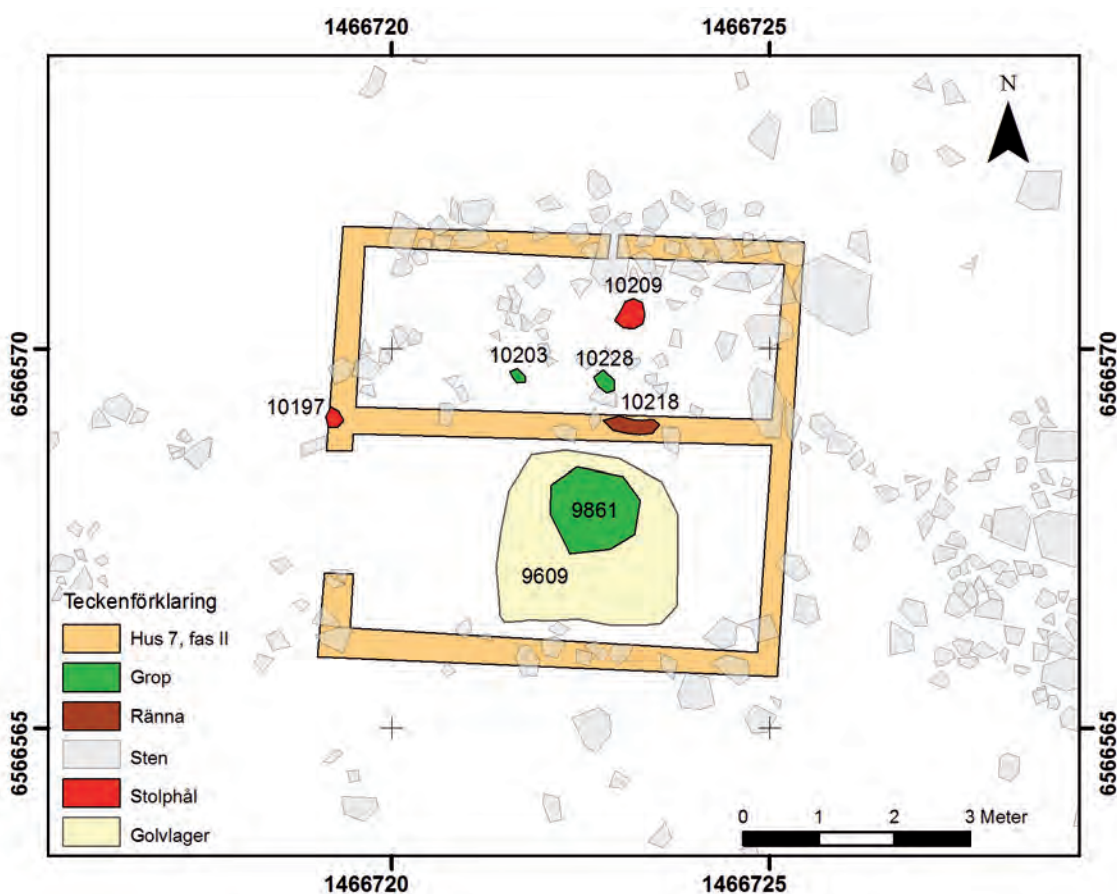 1466720 1466725
N
10209
6566570 6566570
10203 10228
10218
10197
9861
9609
Teckenförklaring
Hus 7, fas II
Grop
Ränna
Sten
Stolphål
Golvlager
6566565 6566565
0 1 2 3 Meter
1466720 1466725